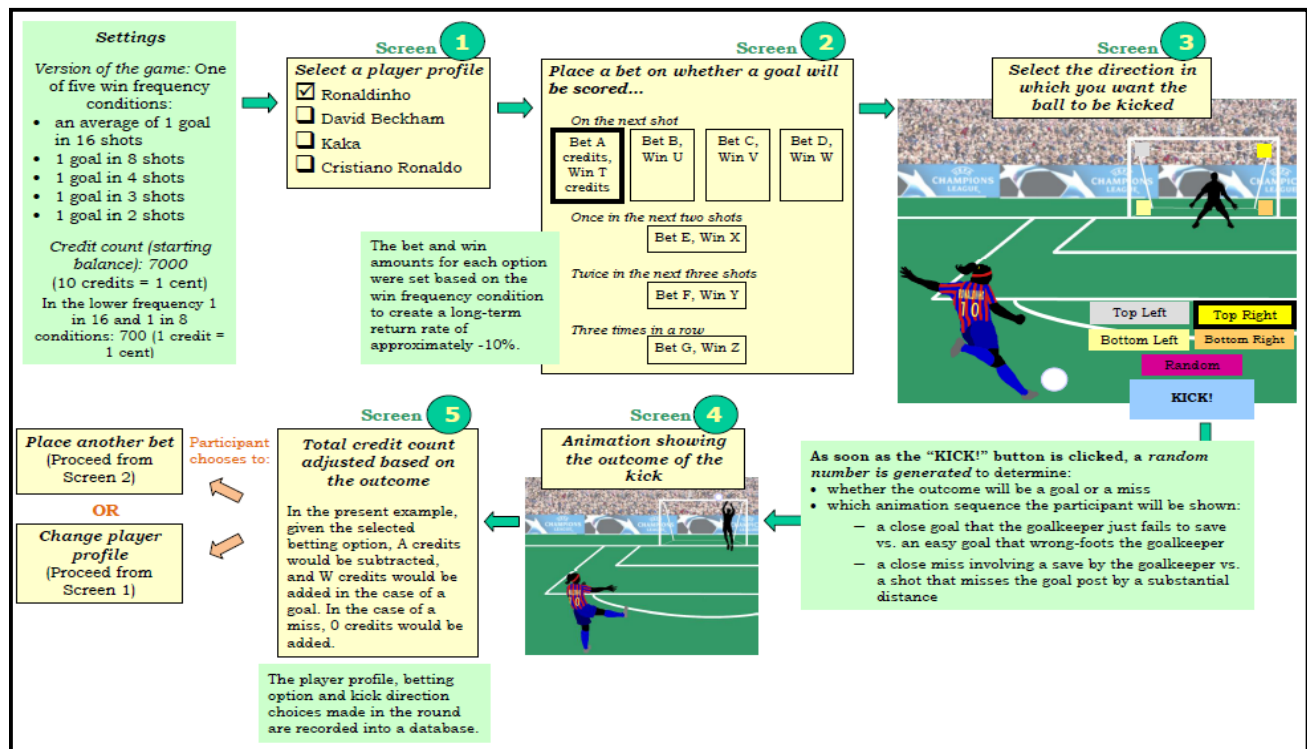 Settings
Version of the game: One
of five win frequency
conditions:
• an average of 1 goal
in 16 shots
• 1 goal in 8 shots
• 1 goal in 4 shots
• 1 goal in 3 shots
• 1 goal in 2 shots
Credit count (starting
balance): 7000
(10 credits = 1 cent)
In the lower frequency 1
in 16 and 1 in 8
conditions: 700 (1 credit =
1 cent)
Screen 1
Select a player profile
Ronaldinho
David Beckham
Kaka
Cristiano Ronaldo
The bet and win
amounts for each option
were set based on the
win frequency condition
to create a long-term
return rate of
approximately -10%.
Screen 2
Place a bet on whether a goal will
be scored...
On the next shot
Bet A
credits,
Win T
credits
Bet B,
Win U
Bet C,
Win V
Bet D,
Win W
Once in the next two shots
Bet E, Win X
Twice in the next three shots
Bet F, Win Y
Three times in a row
Bet G, Win Z
Screen 3
Select the direction in
which you want the
ball to be kicked
CHAMPIONS
LEAGUE
CHAMPIONS
LEAGUE
RONALDINHO
10
Top Left
Top Right
Bottom Left
Bottom Right
Random
KICK!
As soon as the “KICK!” button is clicked, a random
number is generated to determine:
• whether the outcome will be a goal or a miss
• which animation sequence the participant will be shown:
— a close goal that the goalkeeper just fails to save
vs. an easy goal that wrong-foots the goalkeeper
— a close miss involving a save by the goalkeeper vs.
a shot that misses the goal post by a substantial
distance
Screen 4
Animation showing
the outcome of the
kick
10
Screen 5
Total credit count
adjusted based on
the outcome
In the present example,
given the selected
betting option, A credits
would be subtracted,
and W credits would be
added in the case of a
goal. In the case of a
miss, 0 credits would be
added.
The player profile, betting
option and kick direction
choices made in the round
are recorded into a database.
Participant
chooses to:
Place another bet
(Proceed from
Screen 2)
OR
Change player
profile
(Proceed from
Screen 1)